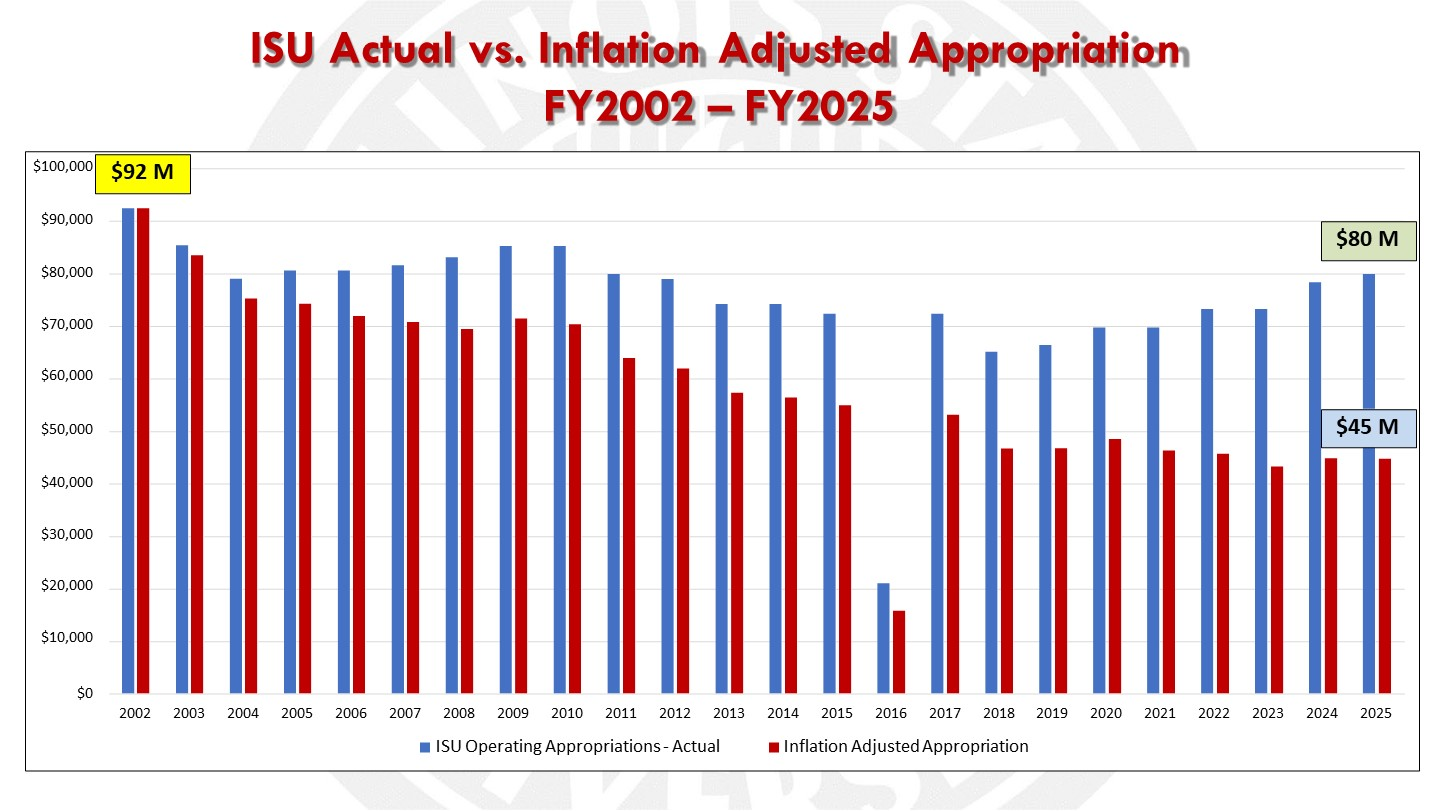 ISU Actual vs. Inflation Adjusted Appropriation
FY2002 – FY2025
$100,000
$92 M
$90,000
$80 M
$80,000
$70,000
$60,000
$50,000
$45 M
$40,000
$30,000
$20,000
$10,000
$0
2002 2003 2004 2005 2006 2007 2008 2009 2010 2011 2012 2013 2014 2015 2016 2017 2018 2019 2020 2021 2022 2023 2024 2025
ISU Operating Appropriations - Actual Inflation Adjusted Appropriation